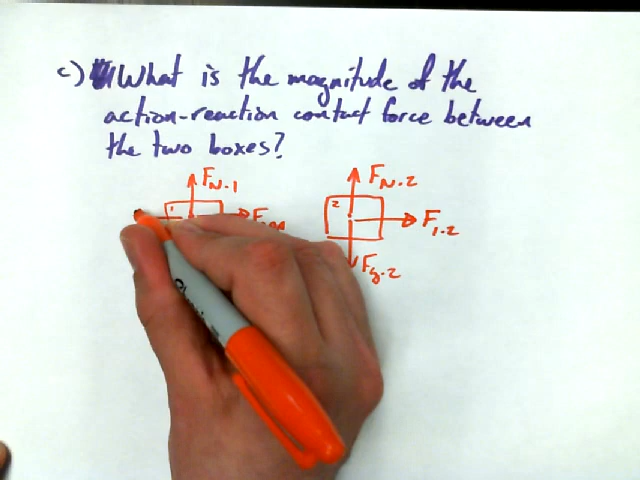 c) What is the magnitude of the
action-reaction contact force between
the two boxes?
FN·1 FN·2
1 2
F1·2
Fg·2